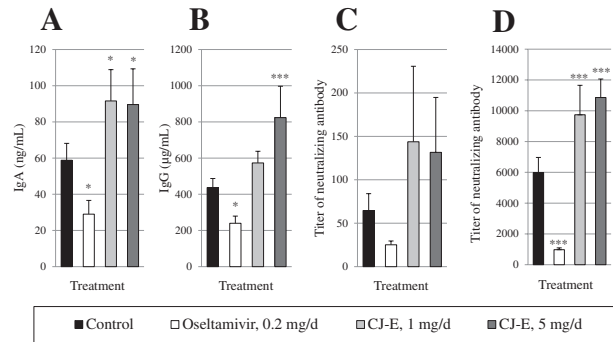 A
B
C
D
IgA (ng/mL)
120
100
80
60
40
20
0
*
*
*
Treatment
IgG (μg/mL)
1200
1000
800
600
400
200
0
*
***
Treatment
Titer of neutralizing antibody
250
200
150
100
50
0
Treatment
Titer of neutralizing antibody
14000
12000
10000
8000
6000
4000
2000
0
***
***
***
Treatment
Control
Oseltamivir, 0.2 mg/d
CJ-E, 1 mg/d
CJ-E, 5 mg/d